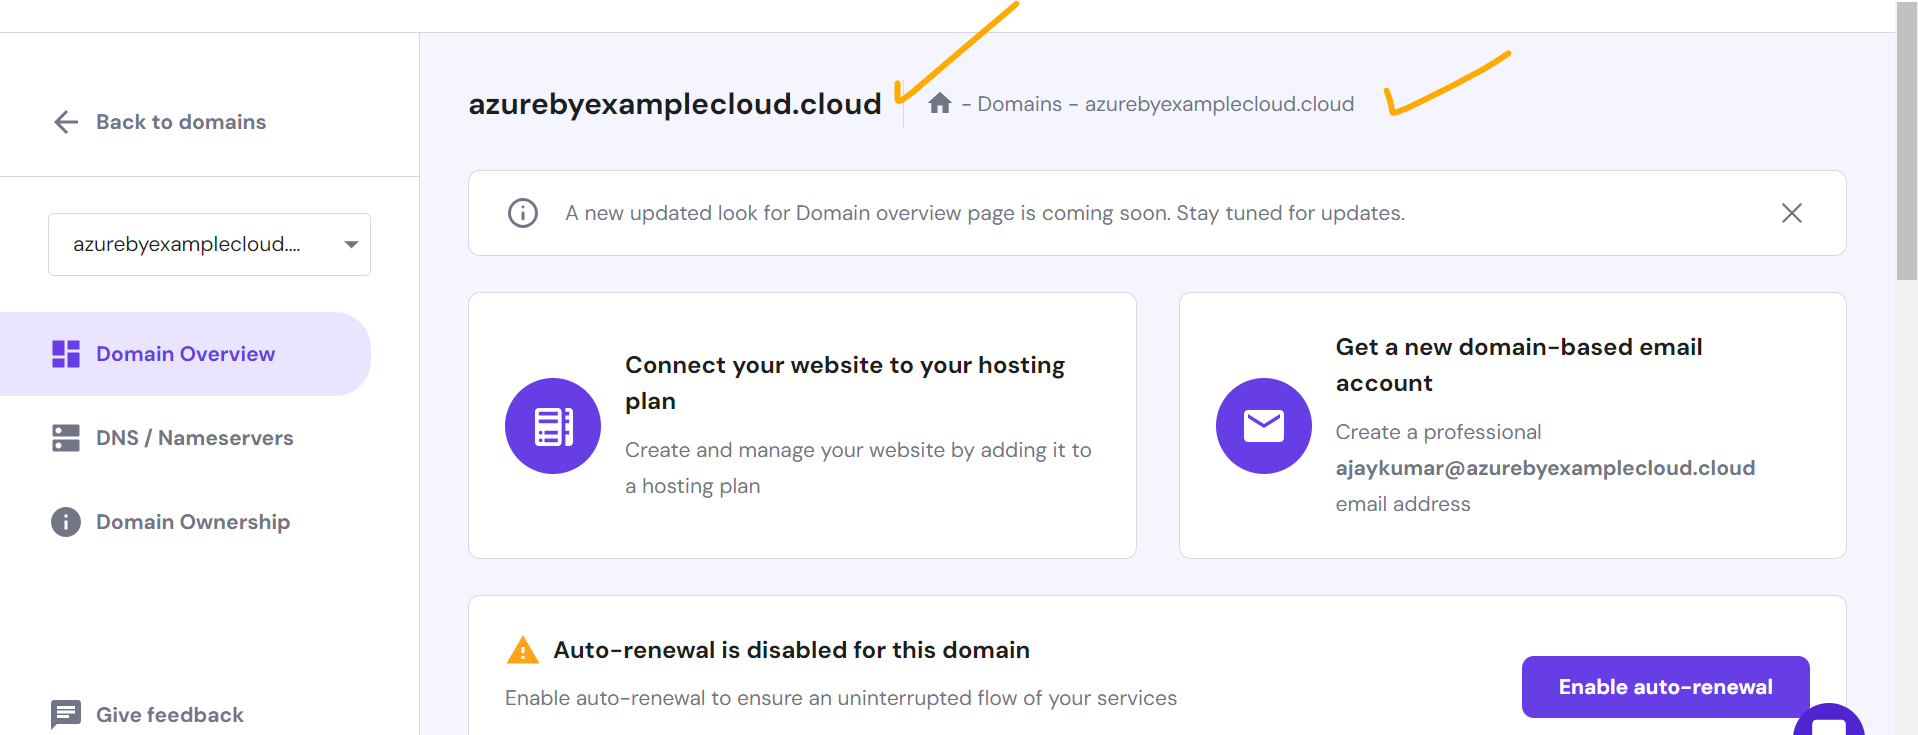 Back to domains
azurebyexamplecloud....
Domain Overview
DNS / Nameservers
Domain Ownership
Give feedback
azurebyexamplecloud.cloud
- Domains - azurebyexamplecloud.cloud
A new updated look for Domain overview page is coming soon. Stay tuned for updates.
Connect your website to your hosting
plan
Create and manage your website by adding it to
a hosting plan
Get a new domain-based email
account
Create a professional
ajaykumar@azurebyexamplecloud.cloud
email address
Auto-renewal is disabled for this domain
Enable auto-renewal to ensure an uninterrupted flow of your services
Enable auto-renewal